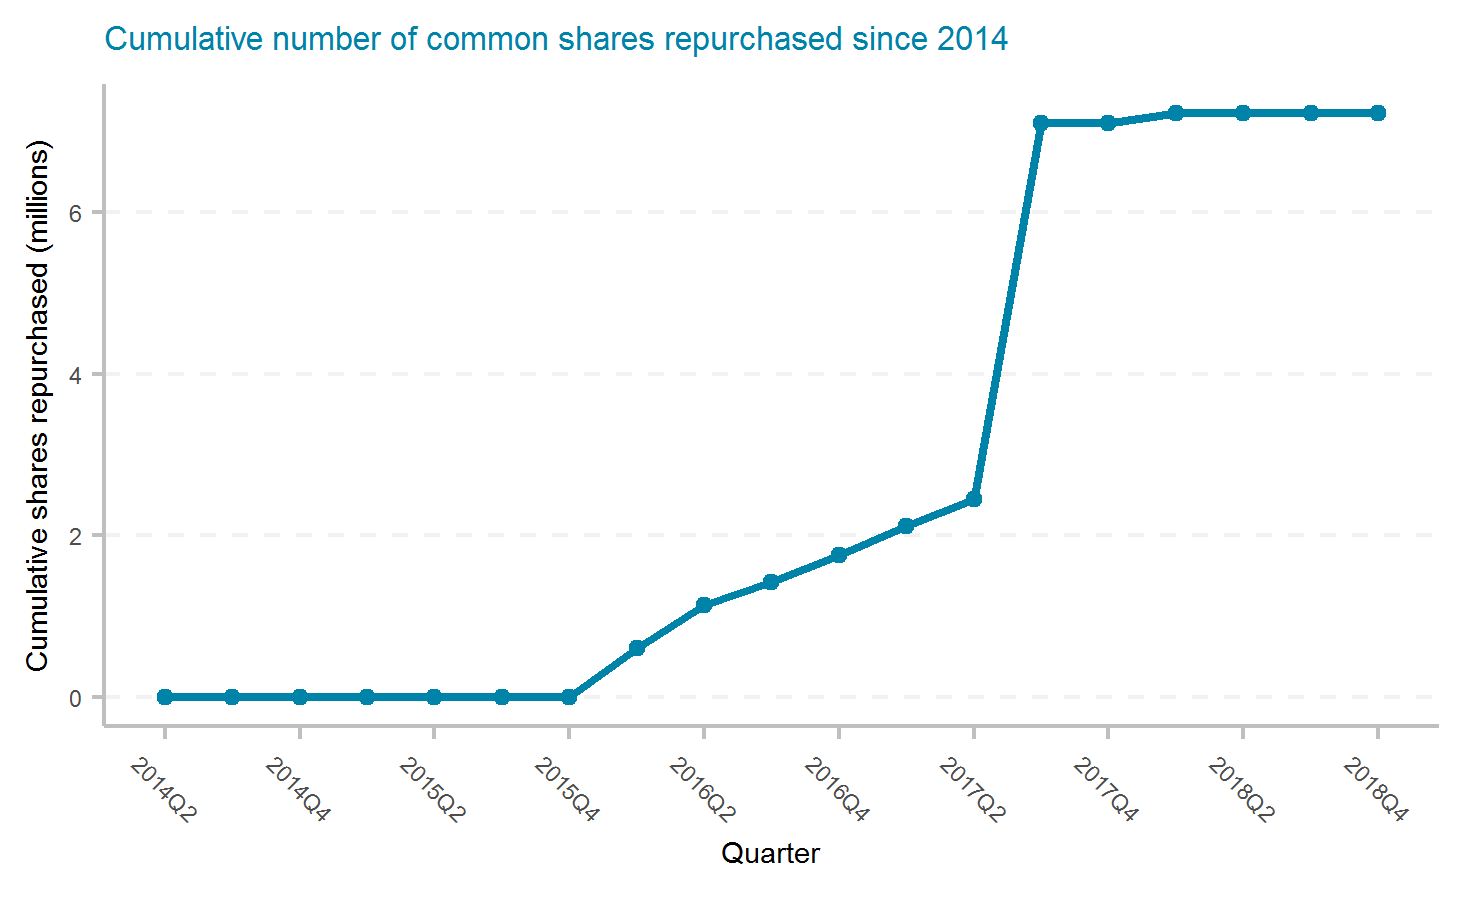 Cumulative number of common shares repurchased since 2014
Cumulative shares repurchased (millions)
6
4
2
0
2014Q2
2014Q4
2015Q2
2015Q4
2016Q2
2016Q4
2017Q2
2017Q4
2018Q2
2018Q4
Quarter